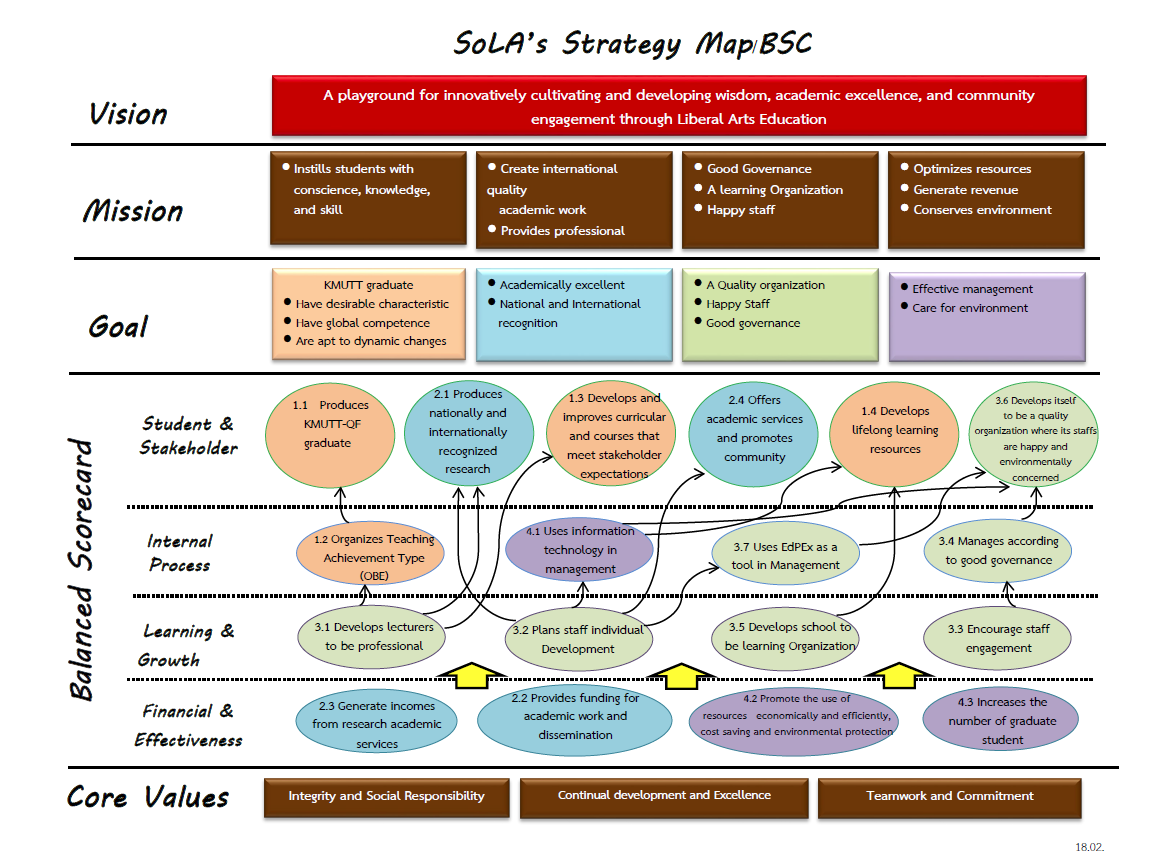 SoLA's Strategy Map/BSC
Vision
A playground for innovatively cultivating and developing wisdom, academic excellence, and community
engagement through Liberal Arts Education
Mission
● Instills students with
conscience, knowledge,
and skill
● Create international
quality
academic work
● Provides professional
● Good Governance
● A learning Organization
● Happy staff
● Optimizes resources
● Generate revenue
● Conserves environment
Goal
KMUTT graduate
● Have desirable characteristic
● Have global competence
● Are apt to dynamic changes
● Academically excellent
● National and International
recognition
● A Quality organization
● Happy Staff
● Good governance
● Effective management
● Care for environment
Balanced Scorecard
Student &
Stakeholder
1.1 Produces
KMUTT-QF
graduate
2.1 Produces
nationally and
internationally
recognized
research
1.3 Develops and
improves curricular
and courses that
meet stakeholder
expectations
2.4 Offers
academic services
and promotes
community
1.4 Develops
lifelong learning
resources
3.6 Develops itself
to be a quality
organization where its staffs
are happy and
environmentally
concerned
Internal
Process
1.2 Organizes Teaching
Achievement Type
(OBE)
4.1 Uses information
technology in
management
3.7 Uses EdPEx as a
tool in Management
3.4 Manages according
to good governance
Learning &
Growth
3.1 Develops lecturers
to be professional
3.2 Plans staff individual
Development
3.5 Develops school to
be learning Organization
3.3 Encourage staff
engagement
Financial &
Effectiveness
2.3 Generate incomes
from research academic
services
2.2 Provides funding for
academic work and
dissemination
4.2 Promote the use of
resources economically and efficiently,
cost saving and environmental protection
4.3 Increases the
number of graduate
student
Core Values
Integrity and Social Responsibility
Continual development and Excellence
Teamwork and Commitment
18.02.